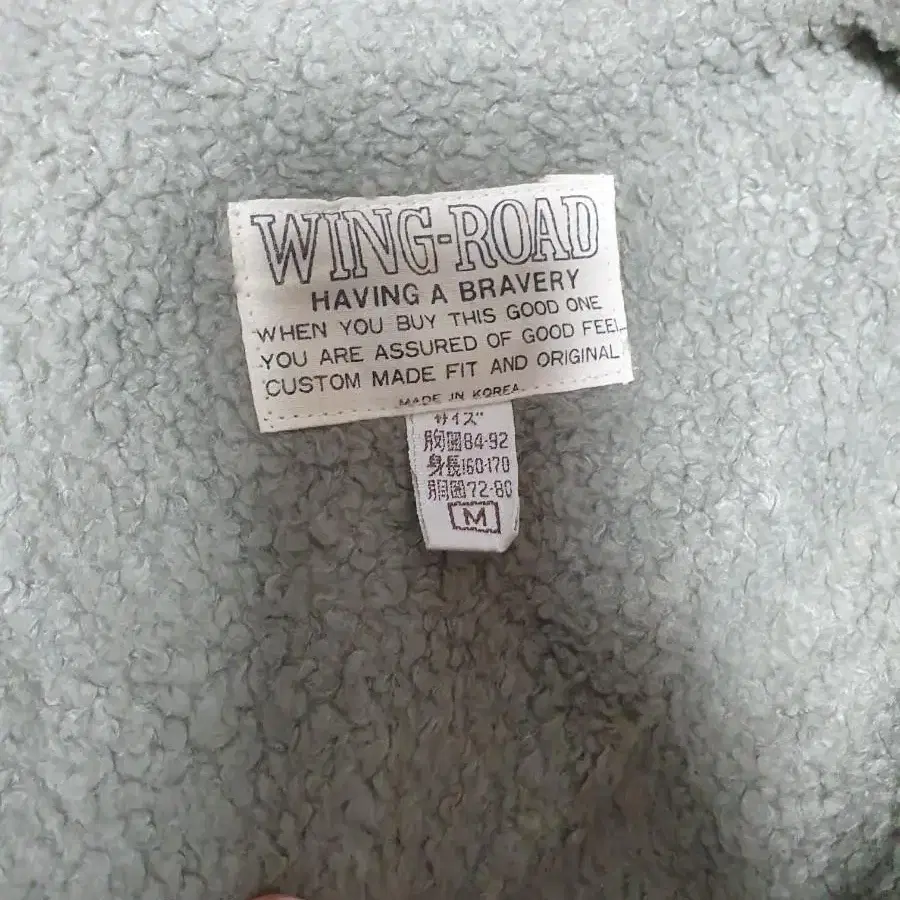 WING-ROAD
HAVING A BRAVERY
WHEN YOU BUY THIS GOOD ONE
YOU ARE ASSURED OF GOOD FEEL
CUSTOM MADE FIT AND ORIGINAL
MADE IN KOREA
サイズ
胸囲84-92
身長160-170
胴囲72-80
M